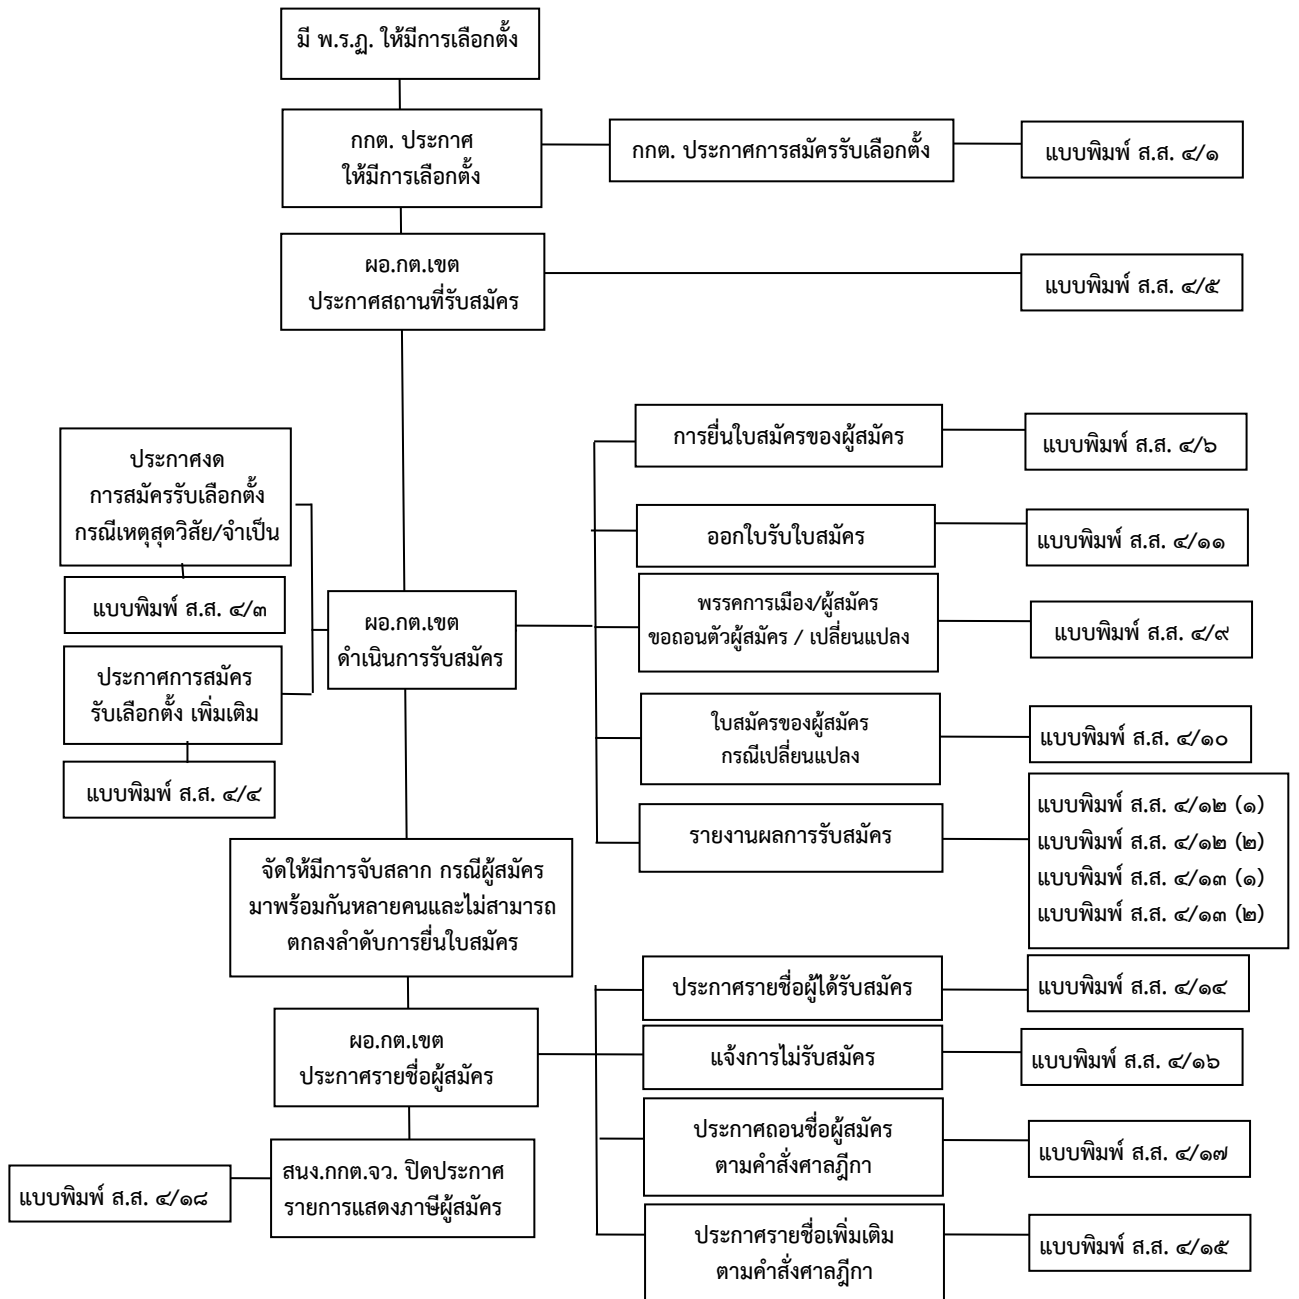 มี พ.ร.ฎ. ให้มีการเลือกตั้ง
กกต. ประกาศ
ให้มีการเลือกตั้ง
กกต. ประกาศการสมัครรับเลือกตั้ง
แบบพิมพ์ ส.ส. ๔/๑
ผอ.กต.เขต
ประกาศสถานที่รับสมัคร
แบบพิมพ์ ส.ส. ๔/๕
ประกาศงด
การสมัครรับเลือกตั้ง
กรณีเหตุสุดวิสัย/จำเป็น
แบบพิมพ์ ส.ส. ๔/๓
ประกาศการสมัคร
รับเลือกตั้ง เพิ่มเติม
แบบพิมพ์ ส.ส. ๔/๔
ผอ.กต.เขต
ดำเนินการรับสมัคร
การยื่นใบสมัครของผู้สมัคร
แบบพิมพ์ ส.ส. ๔/๖
ออกใบรับใบสมัคร
แบบพิมพ์ ส.ส. ๔/๑๑
พรรคการเมือง/ผู้สมัคร
ขอถอนตัวผู้สมัคร / เปลี่ยนแปลง
แบบพิมพ์ ส.ส. ๔/๙
ใบสมัครของผู้สมัคร
กรณีเปลี่ยนแปลง
แบบพิมพ์ ส.ส. ๔/๑๐
รายงานผลการรับสมัคร
แบบพิมพ์ ส.ส. ๔/๑๒ (๑)
แบบพิมพ์ ส.ส. ๔/๑๒ (๒)
แบบพิมพ์ ส.ส. ๔/๑๓ (๑)
แบบพิมพ์ ส.ส. ๔/๑๓ (๒)
จัดให้มีการจับสลาก กรณีผู้สมัคร
มาพร้อมกันหลายคนและไม่สามารถ
ตกลงลำดับการยื่นใบสมัคร
ผอ.กต.เขต
ประกาศรายชื่อผู้สมัคร
ประกาศรายชื่อผู้ได้รับสมัคร
แบบพิมพ์ ส.ส. ๔/๑๔
แจ้งการไม่รับสมัคร
แบบพิมพ์ ส.ส. ๔/๑๖
ประกาศถอนชื่อผู้สมัคร
ตามคำสั่งศาลฎีกา
แบบพิมพ์ ส.ส. ๔/๑๗
ประกาศรายชื่อเพิ่มเติม
ตามคำสั่งศาลฎีกา
แบบพิมพ์ ส.ส. ๔/๑๕
สนง.กกต.จว. ปิดประกาศ
รายการแสดงภาษีผู้สมัคร
แบบพิมพ์ ส.ส. ๔/๑๘